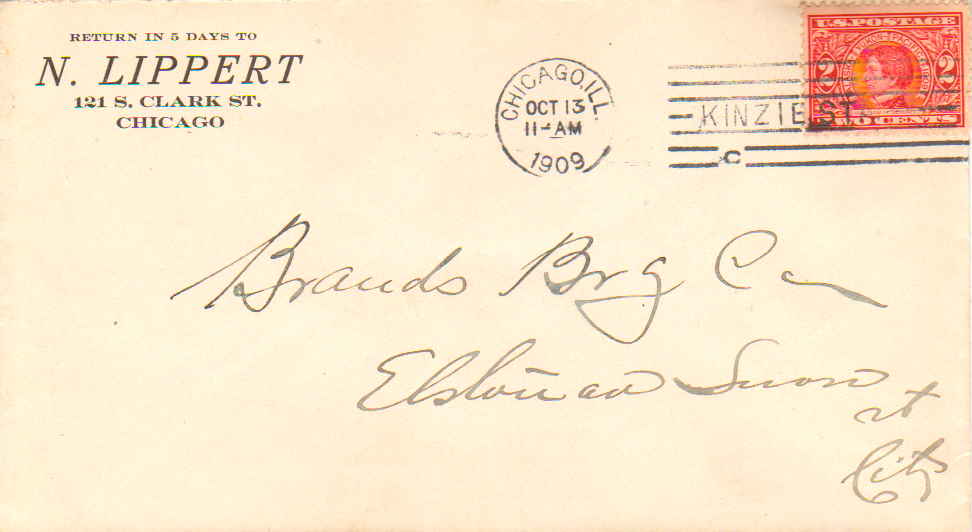 RETURN IN 5 DAYS TO
N. LIPPERT
121 S. CLARK ST.
CHICAGO
CHICAGO, ILL.
OCT 13
11-AM
1909
KINZIE ST.
C
U.S. POSTAGE
2 2
TWO CENTS
Brands Brg Co
Elston av Snow
st
City